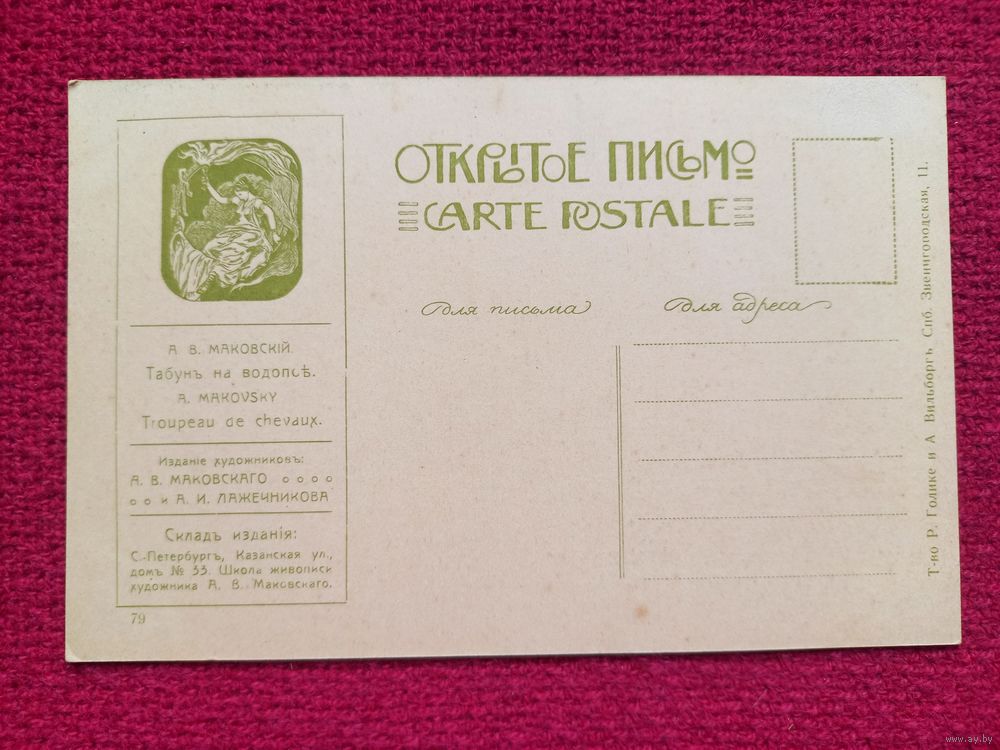 ОТКРЫТОЕ ПИСЬМО
CARTE POSTALE
Для письма
Для адреса
А. В. МАКОВСКІЙ.
Табунъ на водопоѣ.
A. MAKOVSKY
Troupeau de chevaux.
Изданіе художниковъ:
А. В. МАКОВСКАГО
и А. И. ЛАЖЕЧНИКОВА
Складъ изданія:
С.-Петербургъ, Казанская ул.,
домъ № 33. Школа живописи
художника А. В. Маковскаго.
79
Т-во Р. Голике и А Вильборгъ Спб. Звенигородская, 11.
www.ay.by